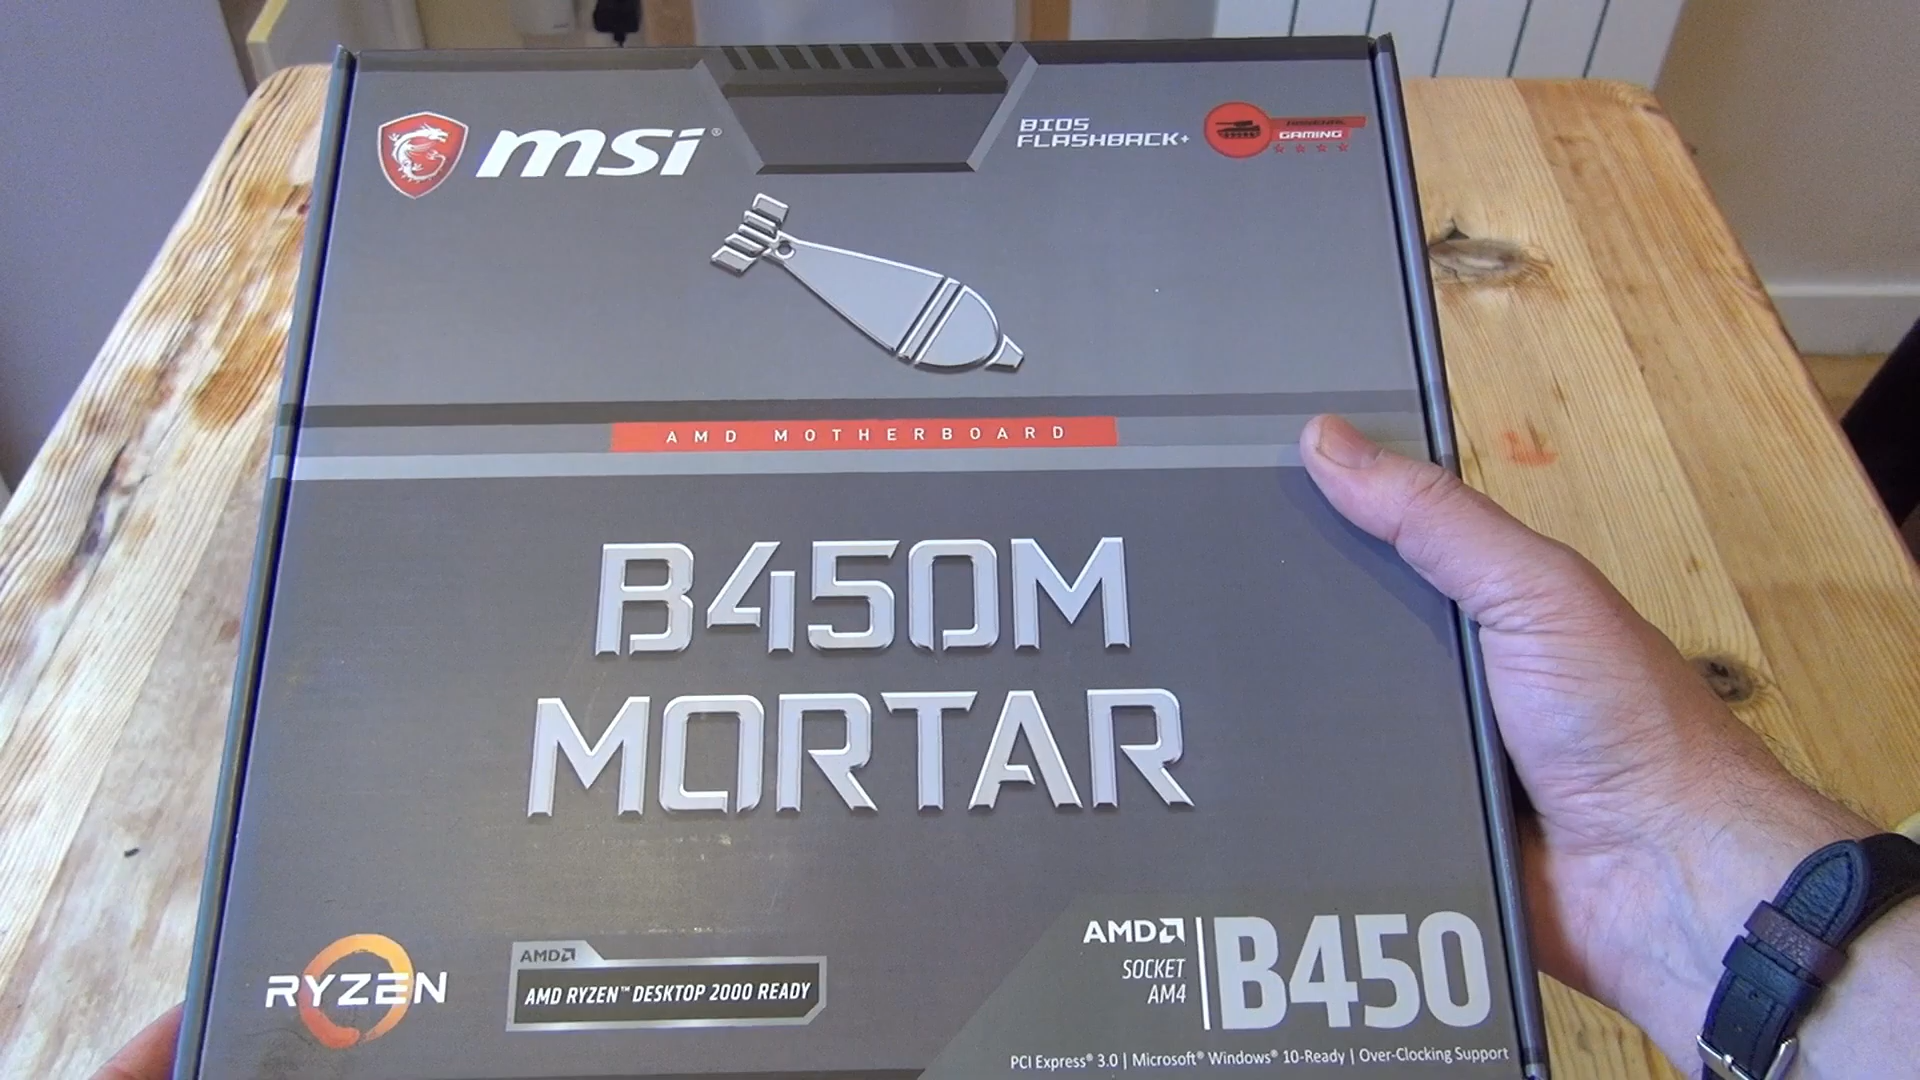 msi®
BIOS
FLASHBACK+
GAMING
AMD MOTHERBOARD
B450M
MORTAR
RYZEN
AMD
AMD RYZEN™ DESKTOP 2000 READY
AMD
SOCKET
AM4
B450
PCI Express® 3.0 | Microsoft® Windows® 10-Ready | Over-Clocking Support